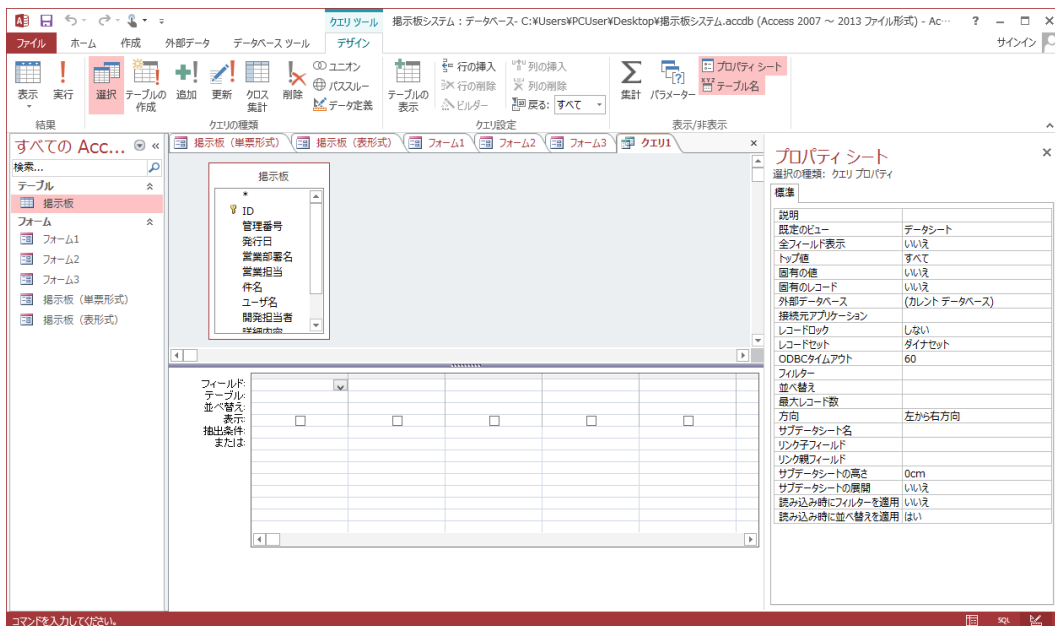 クエリ ツール
掲示板システム : データベース- C:¥Users¥PCUser¥Desktop¥掲示板システム.accdb (Access 2007 ～ 2013 ファイル形式) - Ac…
ファイル ホーム 作成 外部データ データベース ツール デザイン
サインイン
表示 実行
結果
選択 テーブルの作成 追加 更新 クロス集計 削除
ユニオン
パススルー
データ定義
クエリの種類
テーブルの表示
行の挿入
行の削除
ビルダー
列の挿入
列の削除
戻る: すべて
クエリ設定
集計 パラメーター
プロパティ シート
テーブル名
表示/非表示
すべての Acc...
検索...
テーブル
掲示板
フォーム
フォーム1
フォーム2
フォーム3
掲示板（単票形式）
掲示板（表形式）
掲示板（単票形式） 掲示板（表形式） フォーム1 フォーム2 フォーム3 クエリ1
掲示板
*
ID
管理番号
発行日
営業部署名
営業担当
件名
ユーザ名
開発担当者
詳細内容
フィールド:
テーブル:
並べ替え:
表示:
抽出条件:
または:
プロパティ シート
選択の種類: クエリ プロパティ
標準
説明
既定のビュー データシート
全フィールド表示 いいえ
トップ値 すべて
固有の値 いいえ
固有のレコード いいえ
外部データベース (カレント データベース)
接続元アプリケーション
レコードロック しない
レコードセット ダイナセット
ODBCタイムアウト 60
フィルター
並べ替え
最大レコード数
方向 左から右方向
サブデータシート名
リンク子フィールド
リンク親フィールド
サブデータシートの高さ 0cm
サブデータシートの展開 いいえ
読み込み時にフィルターを適用 いいえ
読み込み時に並べ替えを適用 はい
コマンドを入力してください。
SQL